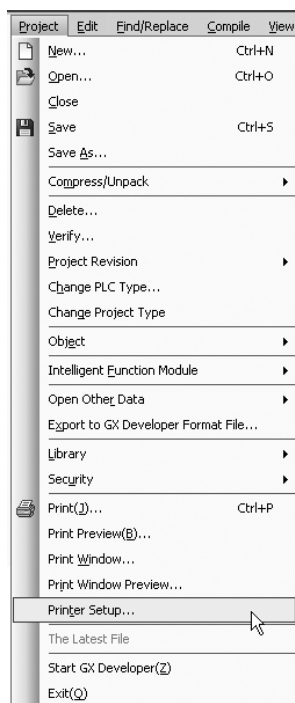 Project Edit Find/Replace Compile View
New... Ctrl+N
Open... Ctrl+O
Close
Save Ctrl+S
Save As...
Compress/Unpack
Delete...
Verify...
Project Revision
Change PLC Type...
Change Project Type
Object
Intelligent Function Module
Open Other Data
Export to GX Developer Format File...
Library
Security
Print(J)... Ctrl+P
Print Preview(B)...
Print Window...
Print Window Preview...
Printer Setup...
The Latest File
Start GX Developer(Z)
Exit(Q)